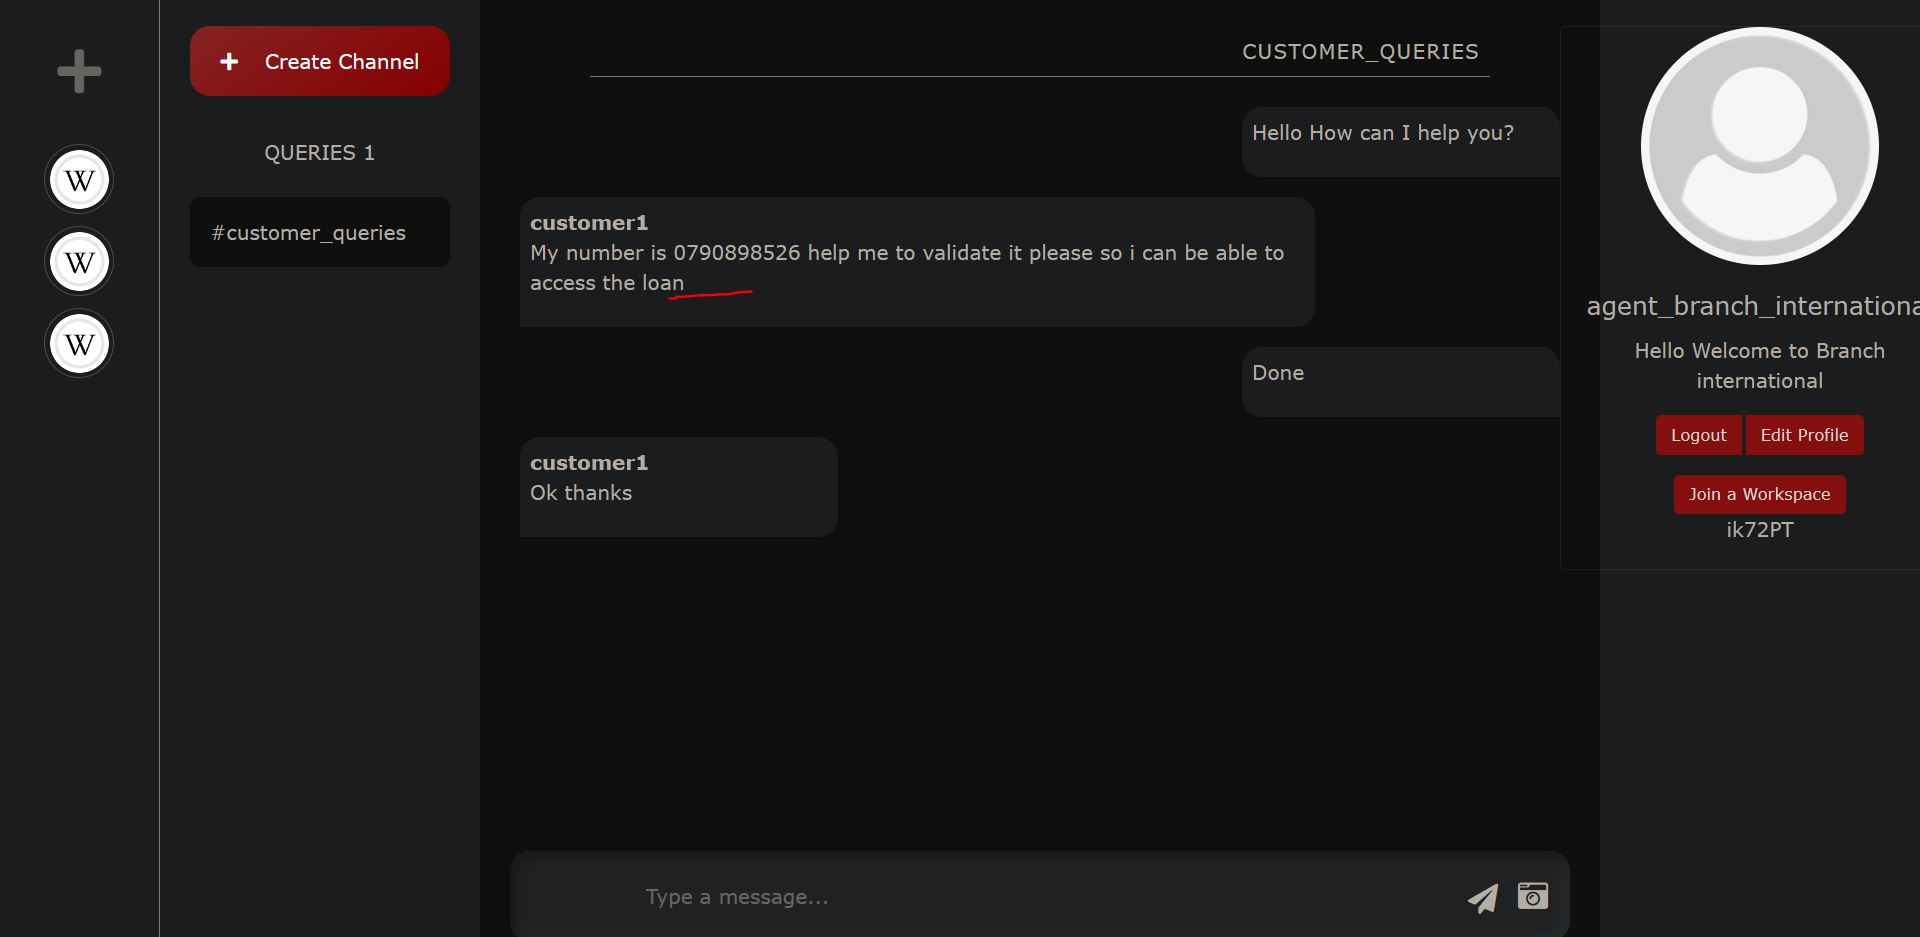 Create Channel
QUERIES 1
#customer_queries
W
W
W
CUSTOMER_QUERIES
Hello How can I help you?
customer1
My number is 0790898526 help me to validate it please so i can be able to
access the loan
Done
customer1
Ok thanks
Type a message...
agent_branch_internationa
Hello Welcome to Branch
international
Logout
Edit Profile
Join a Workspace
ik72PT